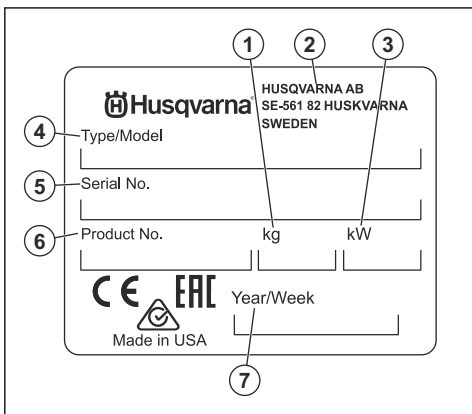 1
2
3
HUSQVARNA AB
SE-561 82 HUSKVARNA
SWEDEN
Husqvarna®
4
Type/Model
5
Serial No.
6
Product No.
kg
kW
CE
EAC
Year/Week
Made in USA
7